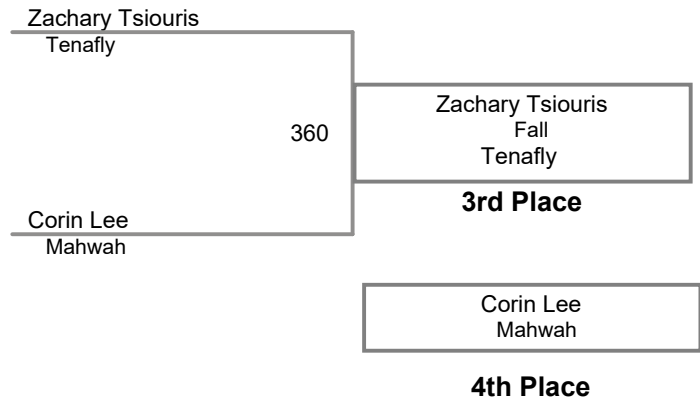 Zachary Tsiouris
Tenafly
360
Zachary Tsiouris
Fall
Tenafly
3rd Place
Corin Lee
Mahwah
Corin Lee
Mahwah
4th Place